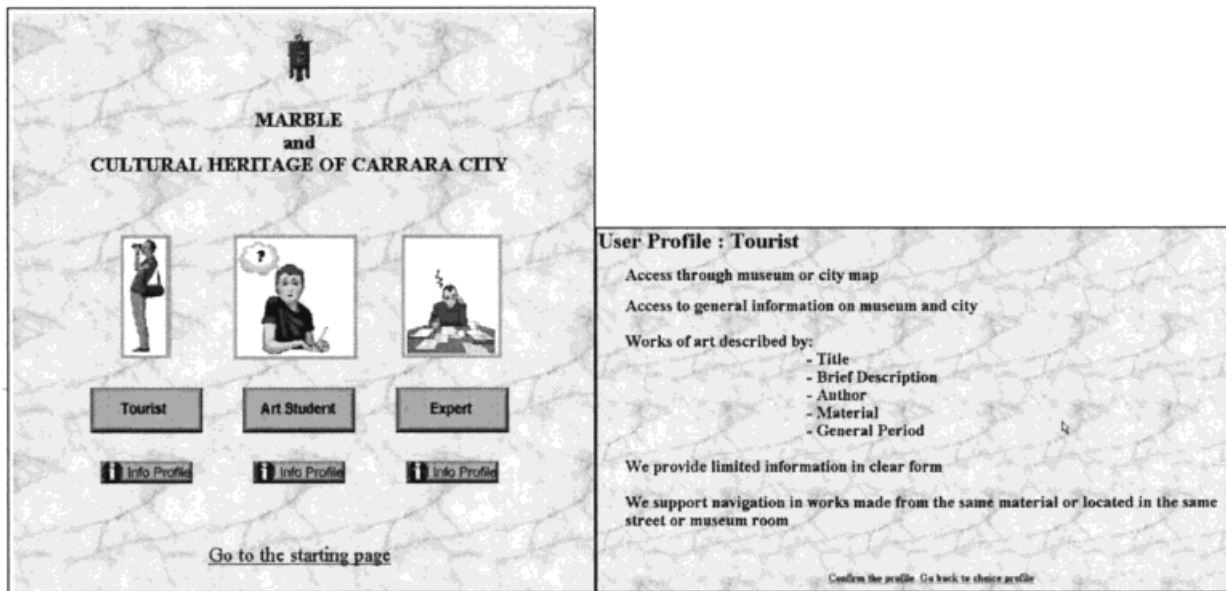 MARBLE
and
CULTURAL HERITAGE OF CARRARA CITY
?
Tourist
Art Student
Expert
i Info Profile
i Info Profile
i Info Profile
Go to the starting page
User Profile : Tourist
Access through museum or city map
Access to general information on museum and city
Works of art described by:
- Title
- Brief Description
- Author
- Material
- General Period
We provide limited information in clear form
We support navigation in works made from the same material or located in the same
street or museum room
Confirm the profile Go back to choice profile